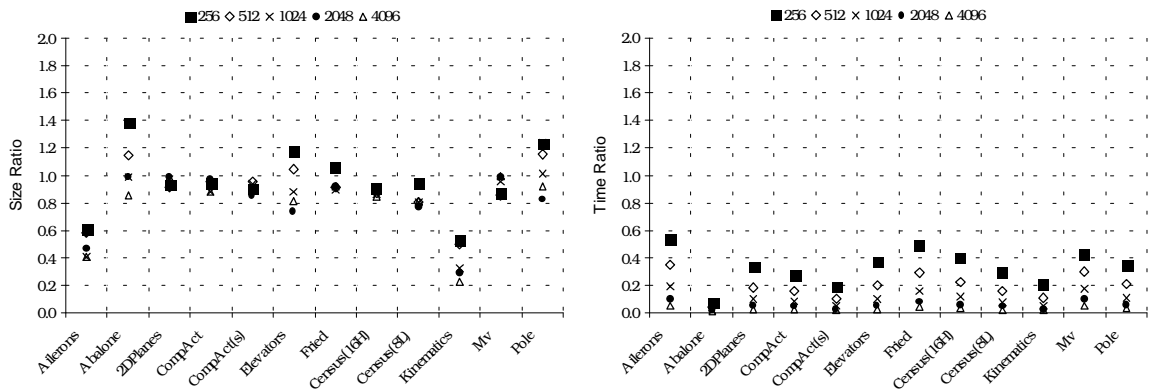 256 512 1024 2048 4096
2.0
1.8
1.6
1.4
1.2
1.0
0.8
0.6
0.4
0.2
0.0
Size Ratio
Ailerons
Abalone
2DPlanes
CompAct
CompAct(s)
Elevators
Fried
Census(16H)
Census(8L)
Kinematics
Mv
Pole
256 512 1024 2048 4096
2.0
1.8
1.6
1.4
1.2
1.0
0.8
0.6
0.4
0.2
0.0
Time Ratio
Ailerons
Abalone
2DPlanes
CompAct
CompAct(s)
Elevators
Fried
Census(16H)
Census(8L)
Kinematics
Mv
Pole